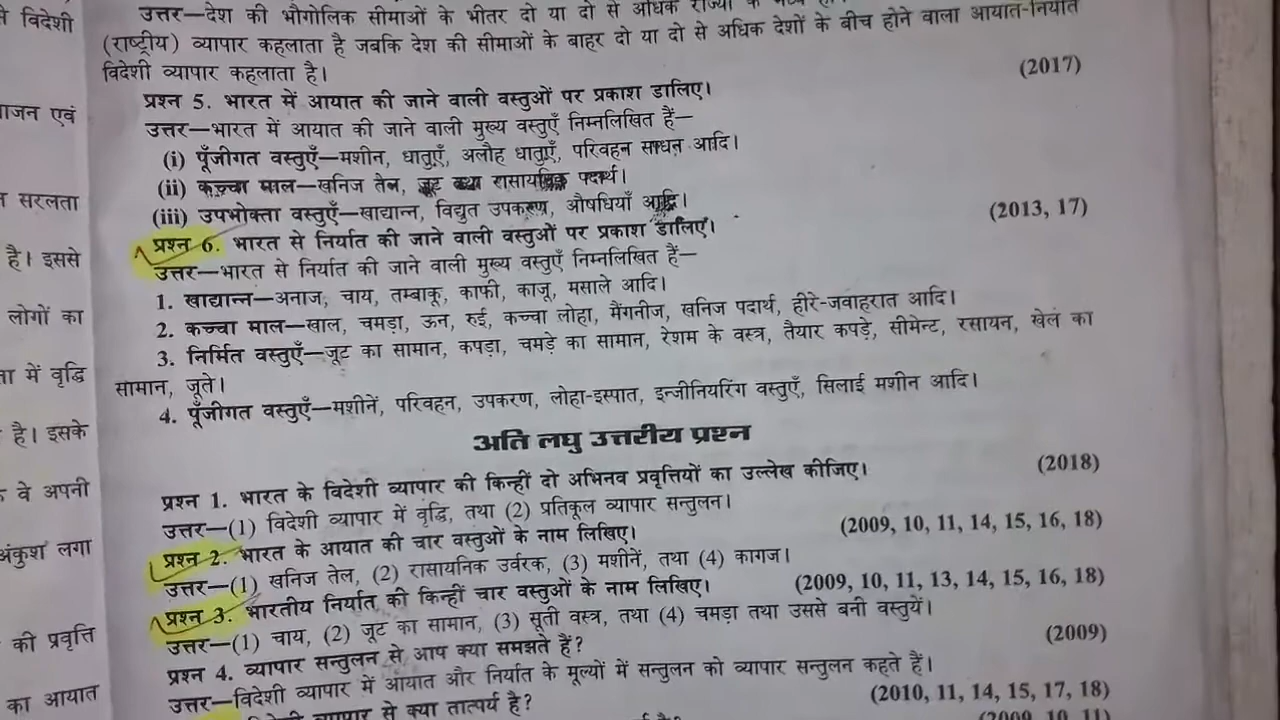 उत्तर—देश की भौगोलिक सीमाओं के भीतर दो या दो से अधिक राज्यों के
(राष्ट्रीय) व्यापार कहलाता है जबकि देश की सीमाओं के बाहर दो या दो से अधिक देशों के बीच होने वाला आयात-निर्यात
विदेशी व्यापार कहलाता है।
प्रश्न 5. भारत में आयात की जाने वाली वस्तुओं पर प्रकाश डालिए। (2017)
उत्तर—भारत में आयात की जाने वाली मुख्य वस्तुएँ निम्नलिखित हैं—
(i) पूँजीगत वस्तुएँ—मशीन, धातुएँ, अलौह धातुएँ, परिवहन साधन आदि।
(ii) कच्चा माल—खनिज तेल, जूट तथा रासायनिक पदार्थ।
(iii) उपभोक्ता वस्तुएँ—खाद्यान्न, विद्युत उपकरण, औषधियाँ आदि।
प्रश्न 6. भारत से निर्यात की जाने वाली वस्तुओं पर प्रकाश डालिए। (2013, 17)
उत्तर—भारत से निर्यात की जाने वाली मुख्य वस्तुएँ निम्नलिखित हैं—
1. खाद्यान्न—अनाज, चाय, तम्बाकू, काफी, काजू, मसाले आदि।
2. कच्चा माल—खाल, चमड़ा, ऊन, रुई, कच्चा लोहा, मैंगनीज, खनिज पदार्थ, हीरे-जवाहरात आदि।
3. निर्मित वस्तुएँ—जूट का सामान, कपड़ा, चमड़े का सामान, रेशम के वस्त्र, तैयार कपड़े, सीमेन्ट, रसायन, खेल का
सामान, जूते।
4. पूँजीगत वस्तुएँ—मशीनें, परिवहन, उपकरण, लोहा-इस्पात, इन्जीनियरिंग वस्तुएँ, सिलाई मशीन आदि।
अति लघु उत्तरीय प्रश्न
प्रश्न 1. भारत के विदेशी व्यापार की किन्हीं दो अभिनव प्रवृत्तियों का उल्लेख कीजिए। (2018)
उत्तर—(1) विदेशी व्यापार में वृद्धि, तथा (2) प्रतिकूल व्यापार सन्तुलन।
प्रश्न 2. भारत के आयात की चार वस्तुओं के नाम लिखिए। (2009, 10, 11, 14, 15, 16, 18)
उत्तर—(1) खनिज तेल, (2) रासायनिक उर्वरक, (3) मशीनें, तथा (4) कागज।
प्रश्न 3. भारतीय निर्यात की किन्हीं चार वस्तुओं के नाम लिखिए। (2009, 10, 11, 13, 14, 15, 16, 18)
उत्तर—(1) चाय, (2) जूट का सामान, (3) सूती वस्त्र, तथा (4) चमड़ा तथा उससे बनी वस्तुयें।
प्रश्न 4. व्यापार सन्तुलन से आप क्या समझते हैं? (2009)
उत्तर—विदेशी व्यापार में आयात और निर्यात के मूल्यों में सन्तुलन को व्यापार सन्तुलन कहते हैं।
व्यापार से क्या तात्पर्य है? (2010, 11, 14, 15, 17, 18)
(2009, 10, 11)
विदेशी
एवं
सरलता
है। इससे
लोगों का
में वृद्धि
है। इसके
वे अपनी
अंकुश लगा
की प्रवृत्ति
का आयात